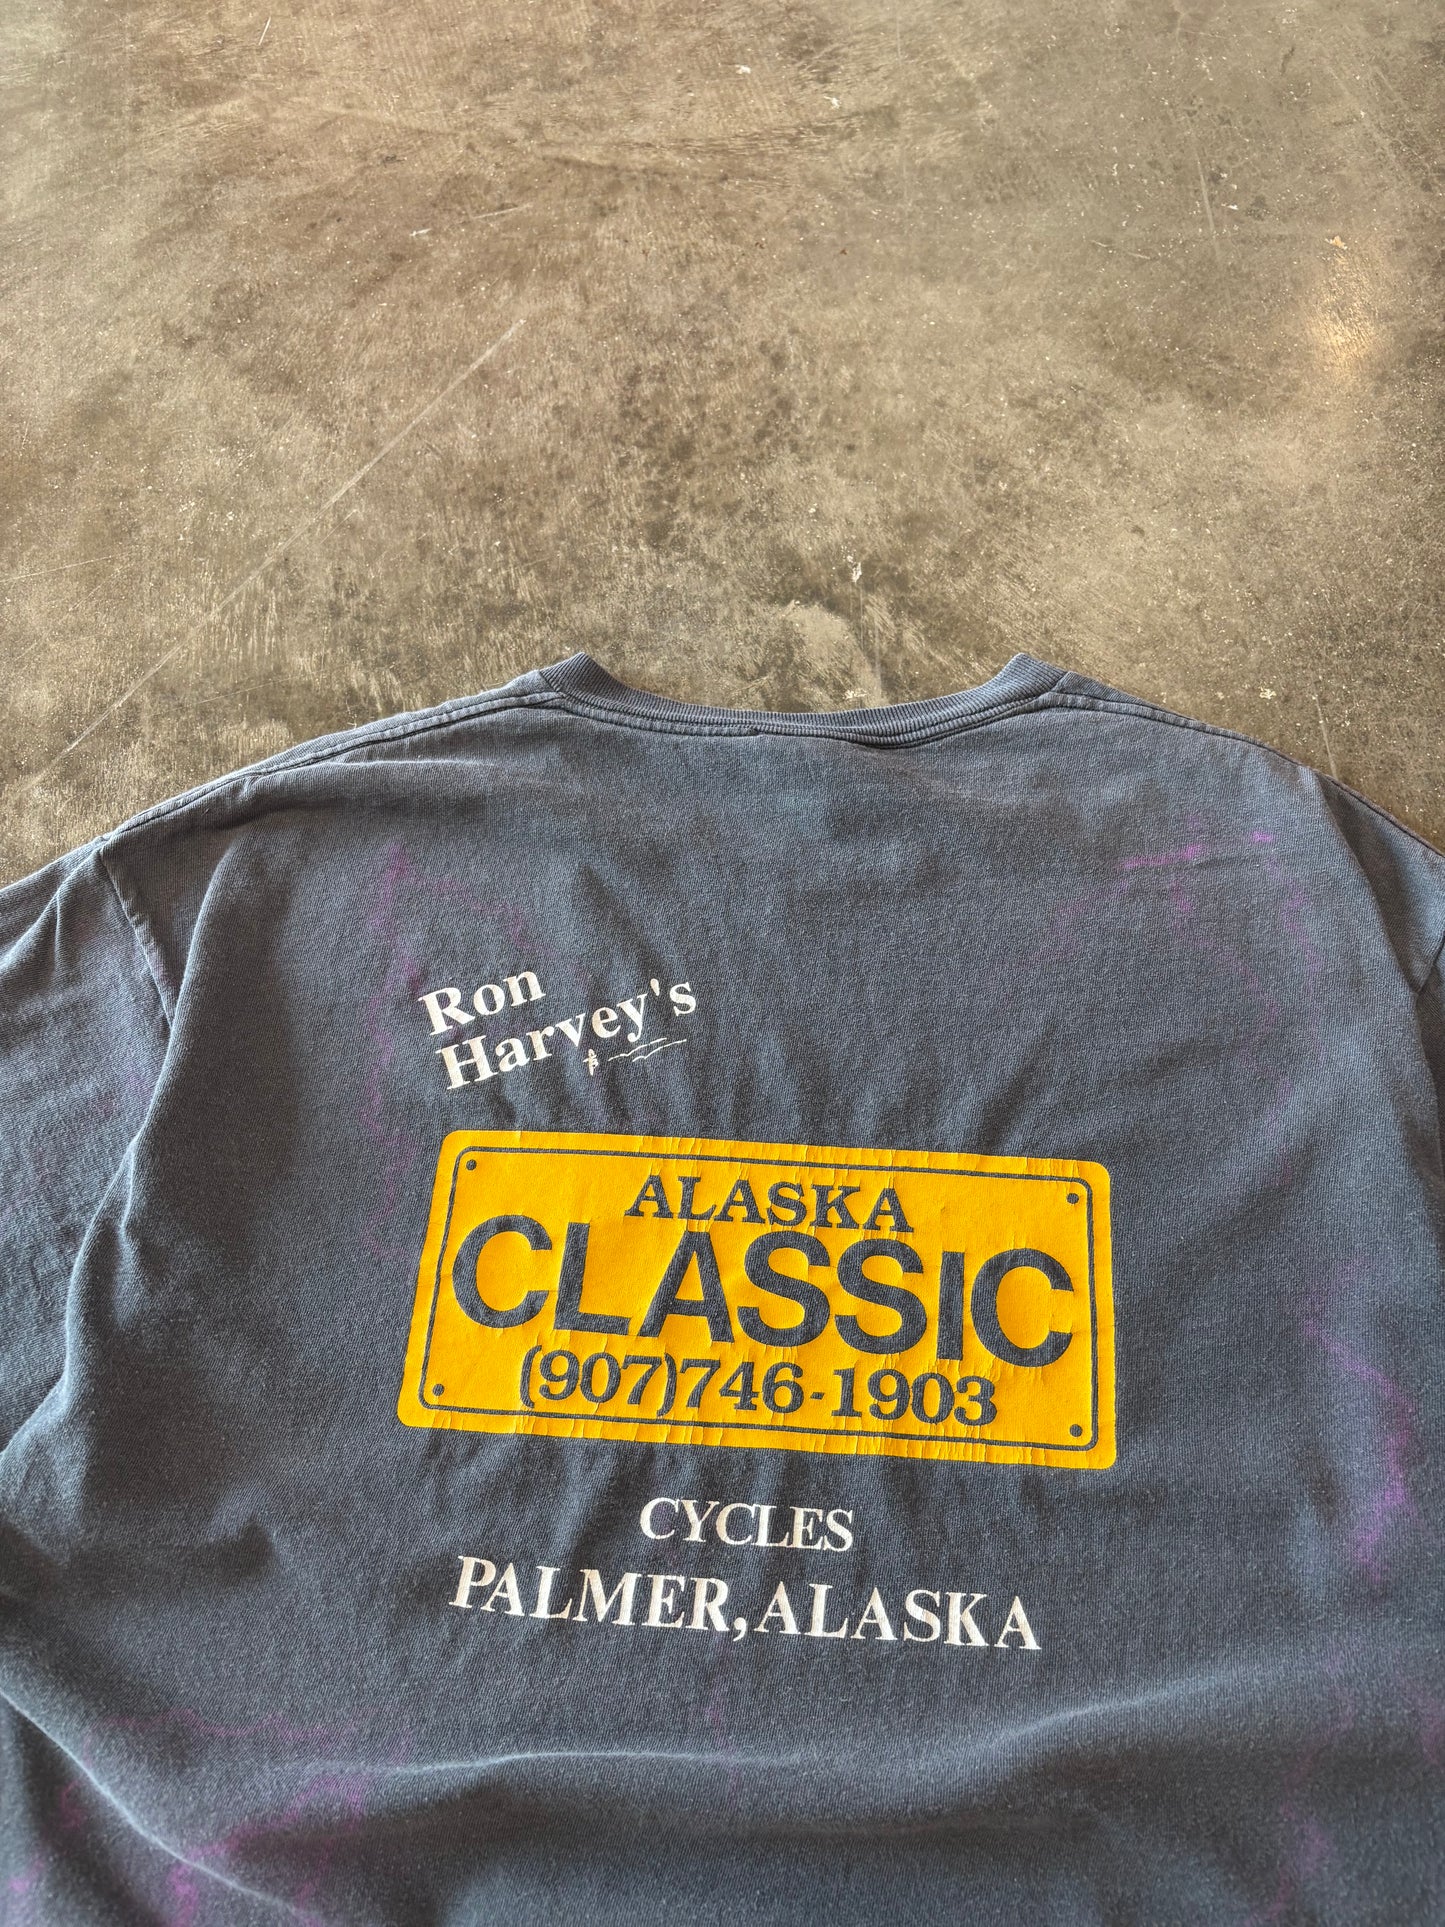 Ron
Harvey's
ALASKA
CLASSIC
(907)746-1903
CYCLES
PALMER, ALASKA